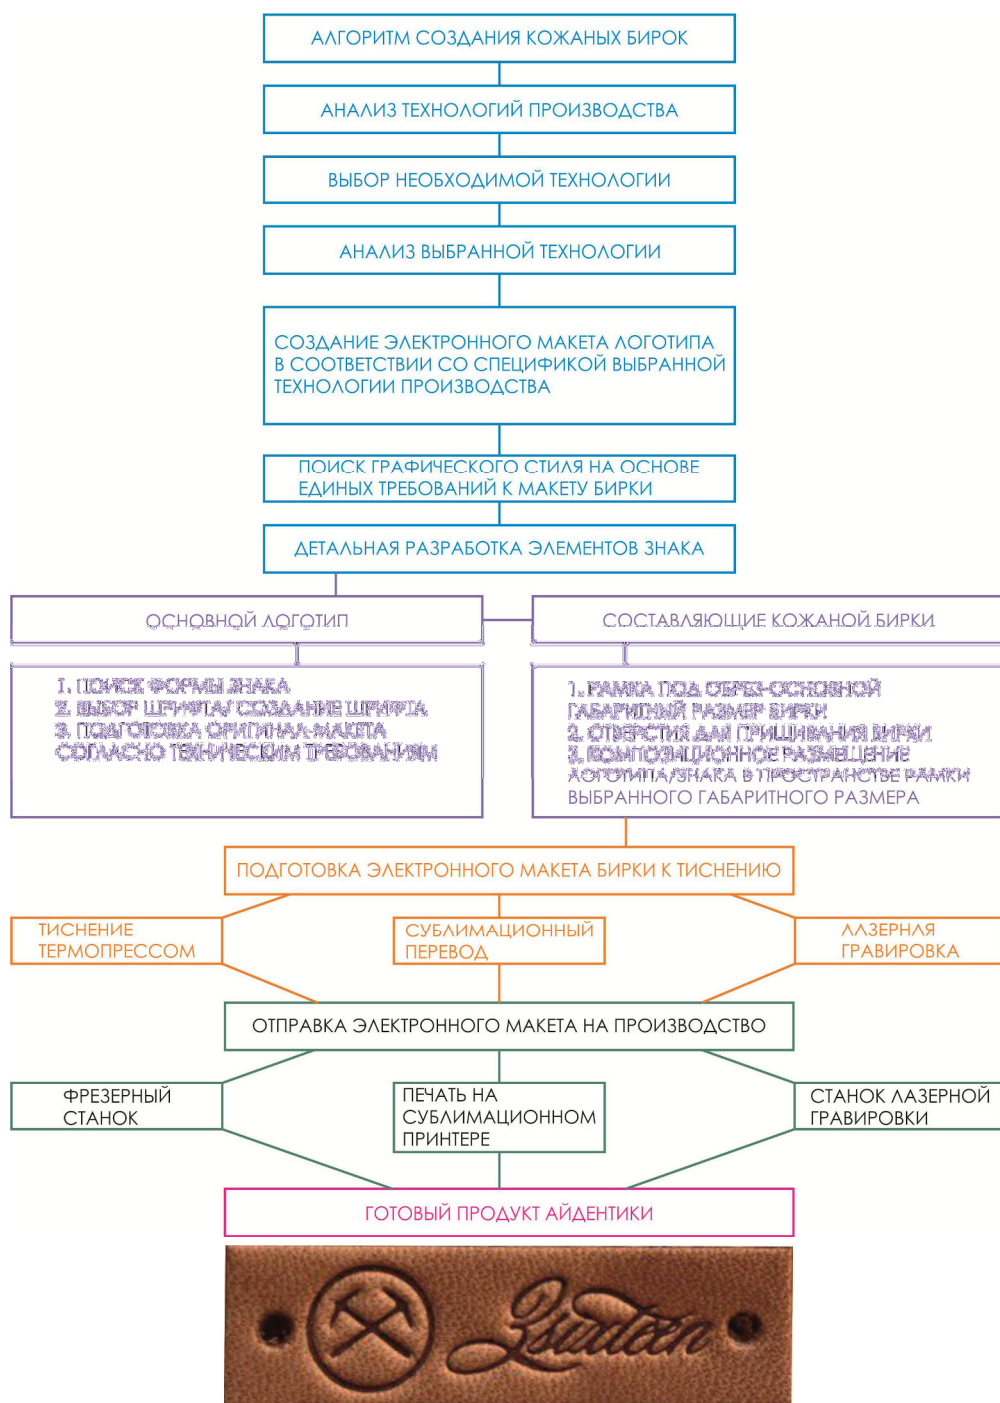 АЛГОРИТМ СОЗДАНИЯ КОЖАНЫХ БИРОК
АНАЛИЗ ТЕХНОЛОГИЙ ПРОИЗВОДСТВА
ВЫБОР НЕОБХОДИМОЙ ТЕХНОЛОГИИ
АНАЛИЗ ВЫБРАННОЙ ТЕХНОЛОГИИ
СОЗДАНИЕ ЭЛЕКТРОННОГО МАКЕТА ЛОГОТИПА
В СООТВЕТСТВИИ СО СПЕЦИФИКОЙ ВЫБРАННОЙ
ТЕХНОЛОГИИ ПРОИЗВОДСТВА
ПОИСК ГРАФИЧЕСКОГО СТИЛЯ НА ОСНОВЕ
ЕДИНЫХ ТРЕБОВАНИЙ К МАКЕТУ БИРКИ
ДЕТАЛЬНАЯ РАЗРАБОТКА ЭЛЕМЕНТОВ ЗНАКА
ОСНОВНОЙ ЛОГОТИП
СОСТАВЛЯЮЩИЕ КОЖАНОЙ БИРКИ
1. ПОИСК ФОРМЫ ЗНАКА
2. ВЫБОР ШРИФТА/ СОЗДАНИЕ ШРИФТА
3. ПОДГОТОВКА ОРИГИНАЛ-МАКЕТА
СОГЛАСНО ТЕХНИЧЕСКИМ ТРЕБОВАНИЯМ
1. РАМКА ПОД ОБРЕЗ-ОСНОВНОЙ
ГАБАРИТНЫЙ РАЗМЕР БИРКИ
2. ОТВЕРСТИЯ ДЛЯ ПРИШИВАНИЯ БИРКИ
3. КОМПОЗИЦИОННОЕ РАЗМЕЩЕНИЕ
ЛОГОТИПА/ЗНАКА В ПРОСТРАНСТВЕ РАМКИ
ВЫБРАННОГО ГАБАРИТНОГО РАЗМЕРА
ПОДГОТОВКА ЭЛЕКТРОННОГО МАКЕТА БИРКИ К ТИСНЕНИЮ
ТИСНЕНИЕ
ТЕРМОПРЕССОМ
СУБЛИМАЦИОННЫЙ
ПЕРЕВОД
ЛАЗЕРНАЯ
ГРАВИРОВКА
ОТПРАВКА ЭЛЕКТРОННОГО МАКЕТА НА ПРОИЗВОДСТВО
ФРЕЗЕРНЫЙ
СТАНОК
ПЕЧАТЬ НА
СУБЛИМАЦИОННОМ
ПРИНТЕРЕ
СТАНОК ЛАЗЕРНОЙ
ГРАВИРОВКИ
ГОТОВЫЙ ПРОДУКТ АЙДЕНТИКИ